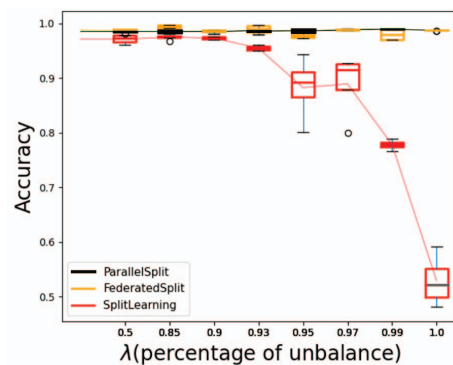 1.0
0.9
0.8
0.7
0.6
0.5
Accuracy
ParallelSplit
FederatedSplit
SplitLearning
0.5 0.85 0.9 0.93 0.95 0.97 0.99 1.0
λ(percentage of unbalance)